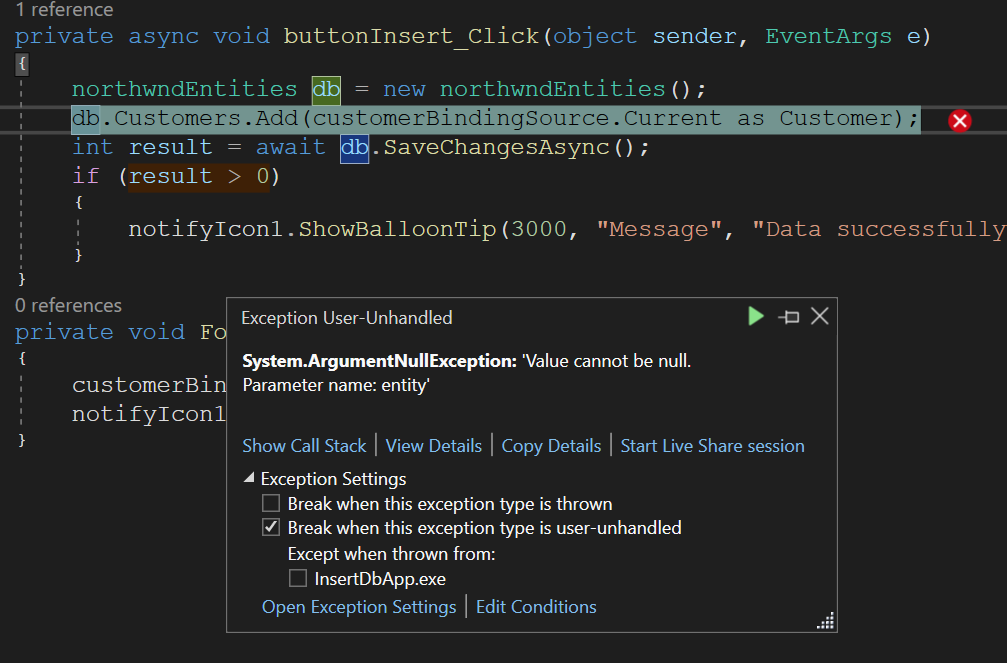 1 reference
private async void buttonInsert_Click(object sender, EventArgs e)
{
northwndEntities db = new northwndEntities();
db.Customers.Add(customerBindingSource.Current as Customer);
int result = await db.SaveChangesAsync();
if (result > 0)
{
notifyIcon1.ShowBalloonTip(3000, "Message", "Data successfully
}
}
0 references
private void Fo
{
customerBin
notifyIcon1
}
Exception User-Unhandled
System.ArgumentNullException: 'Value cannot be null.
Parameter name: entity'
Show Call Stack | View Details | Copy Details | Start Live Share session
Exception Settings
Break when this exception type is thrown
Break when this exception type is user-unhandled
Except when thrown from:
InsertDbApp.exe
Open Exception Settings | Edit Conditions